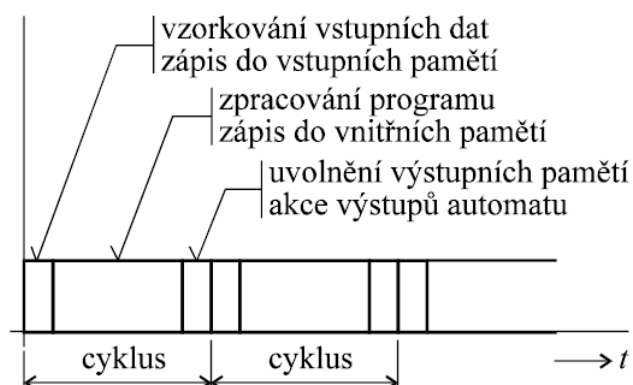 vzorkování vstupních dat
zápis do vstupních pamětí
zpracování programu
zápis do vnitřních pamětí
uvolnění výstupních pamětí
akce výstupů automatu
cyklus
cyklus
t